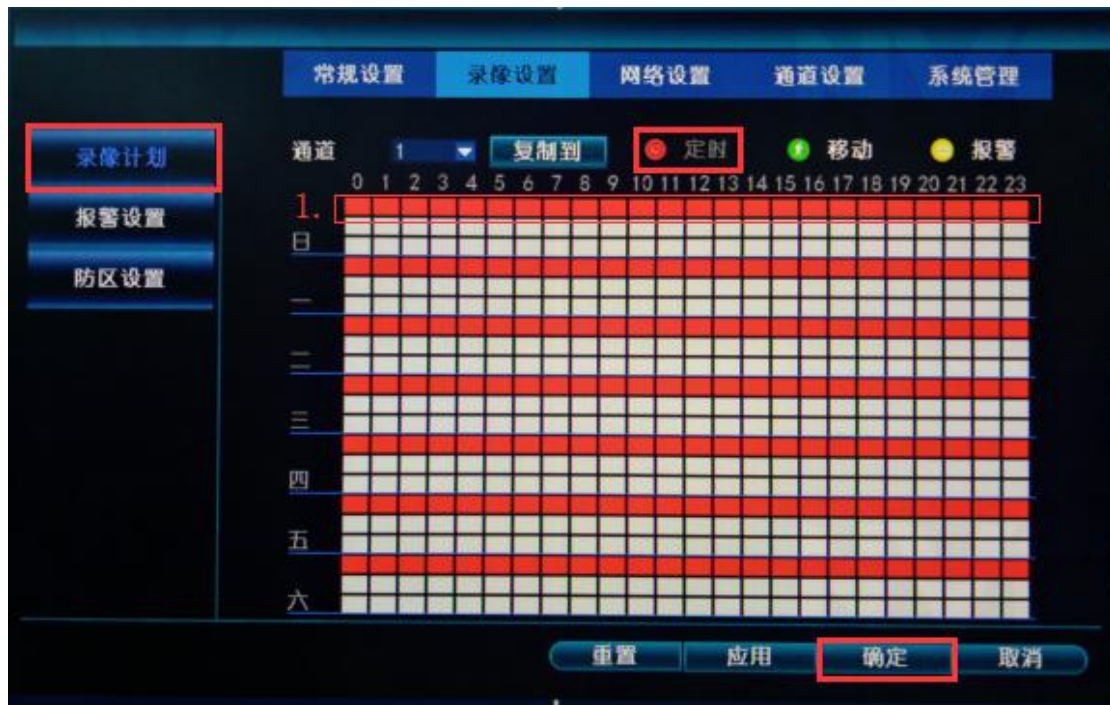 常规设置 录像设置 网络设置 通道设置 系统管理
录像计划
报警设置
防区设置
通道 1 复制到 定时 移动 报警
0 1 2 3 4 5 6 7 8 9 10 11 12 13 14 15 16 17 18 19 20 21 22 23
1.
日
一
二
三
四
五
六
重置 应用 确定 取消